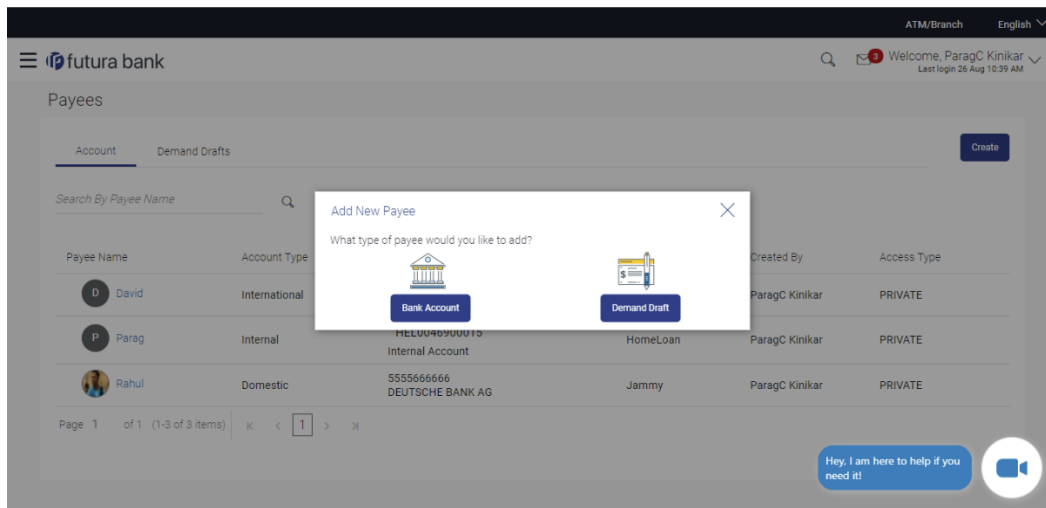 ATM/Branch English
futura bank
3 Welcome, ParagC Kinikar
Last login 26 Aug 10:39 AM
Payees
Account Demand Drafts
Create
Search By Payee Name
Add New Payee
What type of payee would you like to add?
Bank Account Demand Draft
Payee Name Account Type Created By Access Type
D David International ParagC Kinikar PRIVATE
P Parag Internal HEL0046900015 HomeLoan ParagC Kinikar PRIVATE
Internal Account
Rahul Domestic 5555666666 Jammy ParagC Kinikar PRIVATE
DEUTSCHE BANK AG
Page 1 of 1 (1-3 of 3 items) 1
Hey, I am here to help if you
need it!